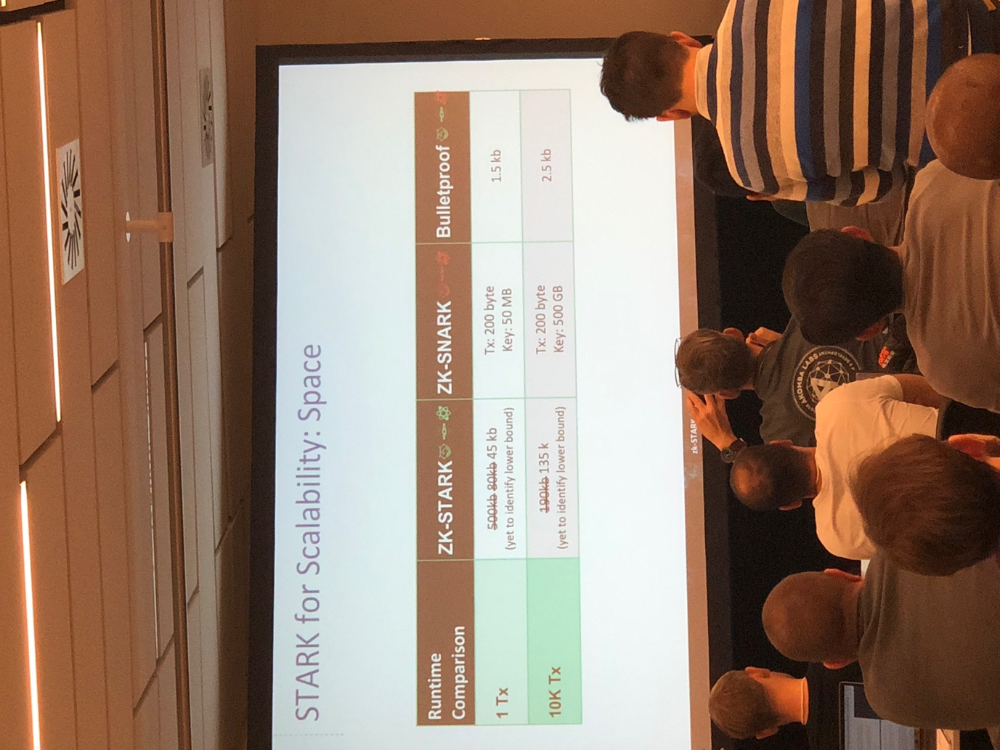 STARK for Scalability: Space
Runtime
Comparison
ZK-STARK
ZK-SNARK
Bulletproof
1 Tx
500kb 80kb 45 kb
(yet to identify lower bound)
Tx: 200 byte
Key: 50 MB
1.5 kb
10K Tx
190kb 135 k
(yet to identify lower bound)
Tx: 200 byte
Key: 500 GB
2.5 kb
zk-STARK